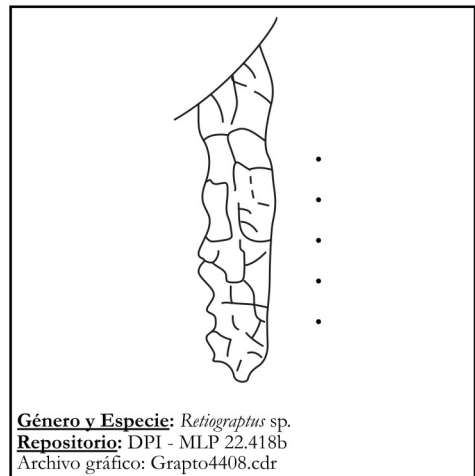 Género y Especie: Retiograptus sp.
Repositorio: DPI - MLP 22.418b
Archivo gráfico: Grapto4408.cdr